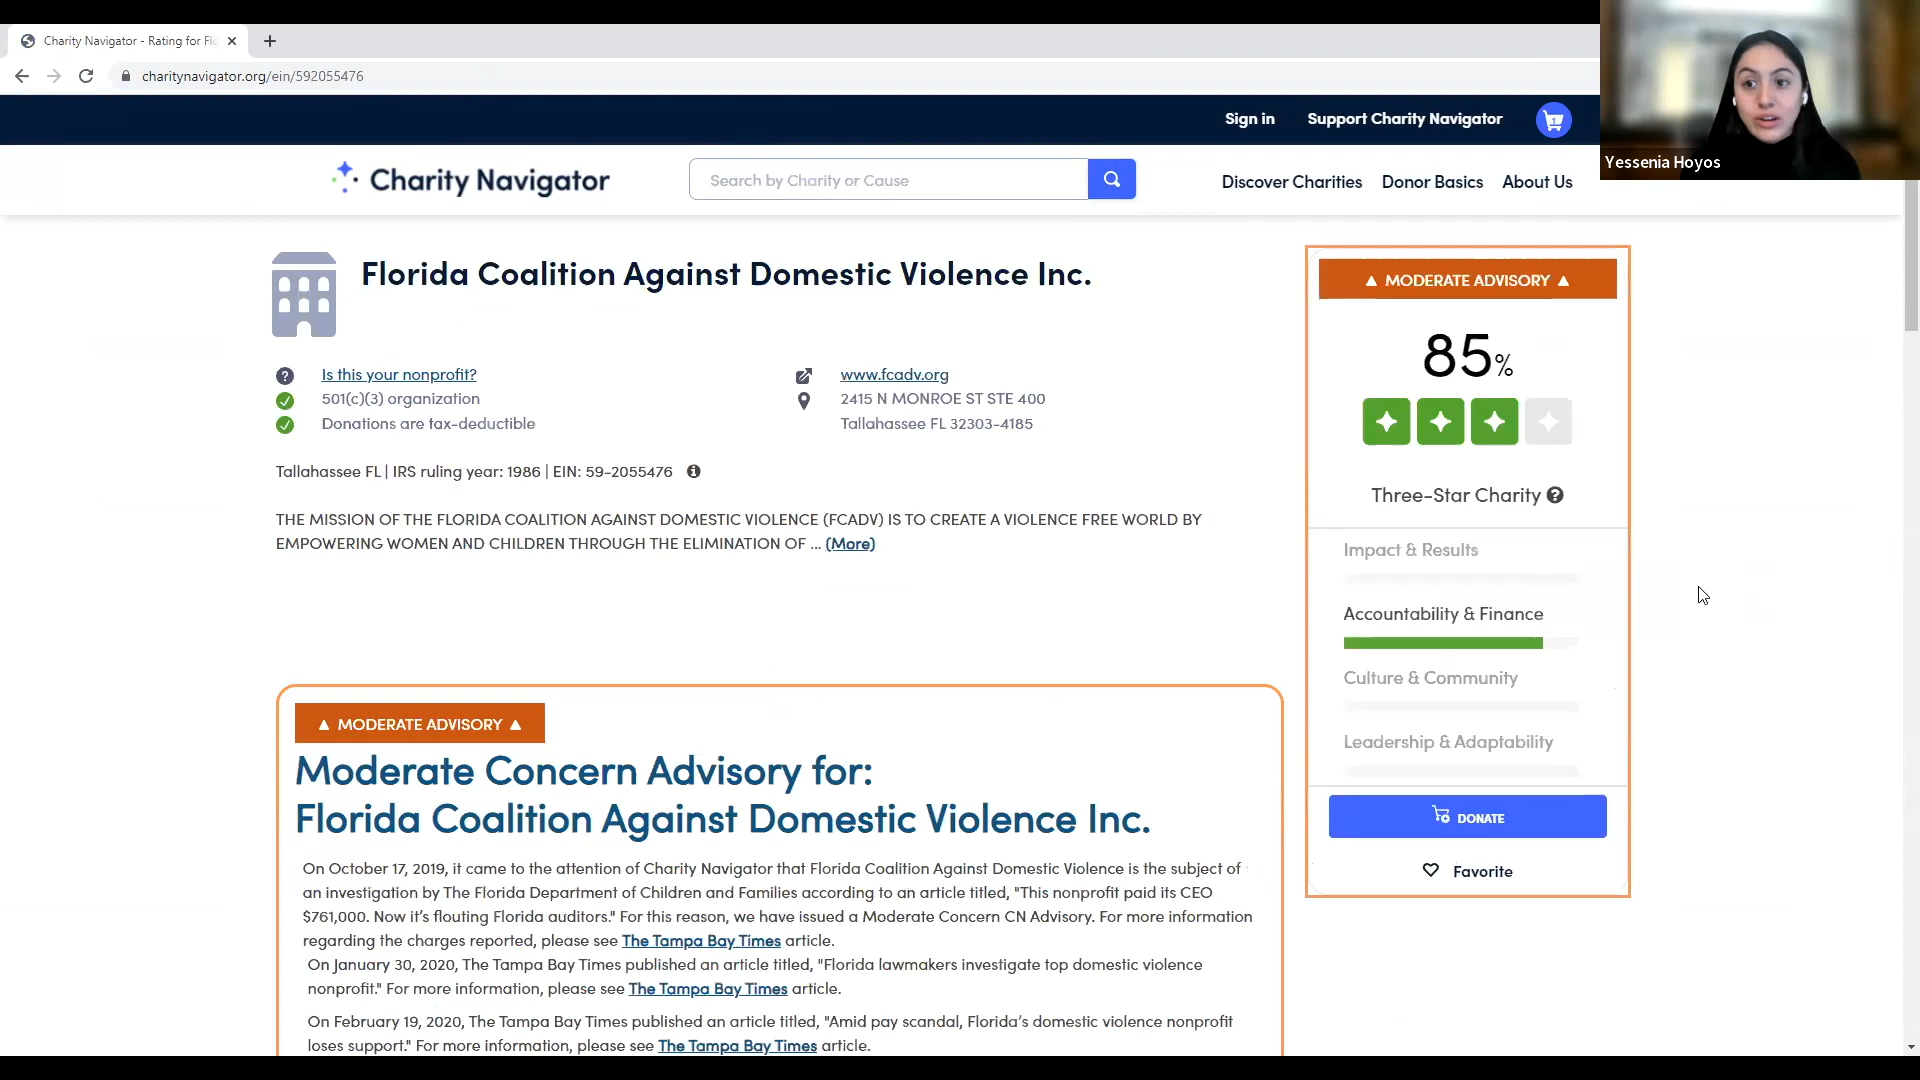 Charity Navigator - Rating for Flo
charitynavigator.org/ein/592055476
Sign in
Support Charity Navigator
1
Yessenia Hoyos
Charity Navigator
Search by Charity or Cause
Discover Charities
Donor Basics
About Us
Florida Coalition Against Domestic Violence Inc.
Is this your nonprofit?
501(c)(3) organization
Donations are tax-deductible
www.fcadv.org
2415 N MONROE ST STE 400
Tallahassee FL 32303-4185
Tallahassee FL | IRS ruling year: 1986 | EIN: 59-2055476
THE MISSION OF THE FLORIDA COALITION AGAINST DOMESTIC VIOLENCE (FCADV) IS TO CREATE A VIOLENCE FREE WORLD BY
EMPOWERING WOMEN AND CHILDREN THROUGH THE ELIMINATION OF ... (More)
MODERATE ADVISORY
85%
Three-Star Charity
Impact & Results
Accountability & Finance
Culture & Community
Leadership & Adaptability
DONATE
Favorite
MODERATE ADVISORY
Moderate Concern Advisory for:
Florida Coalition Against Domestic Violence Inc.
On October 17, 2019, it came to the attention of Charity Navigator that Florida Coalition Against Domestic Violence is the subject of
an investigation by The Florida Department of Children and Families according to an article titled, "This nonprofit paid its CEO
$761,000. Now it's flouting Florida auditors." For this reason, we have issued a Moderate Concern CN Advisory. For more information
regarding the charges reported, please see The Tampa Bay Times article.
On January 30, 2020, The Tampa Bay Times published an article titled, "Florida lawmakers investigate top domestic violence
nonprofit." For more information, please see The Tampa Bay Times article.
On February 19, 2020, The Tampa Bay Times published an article titled, "Amid pay scandal, Florida's domestic violence nonprofit
loses support." For more information, please see The Tampa Bay Times article.